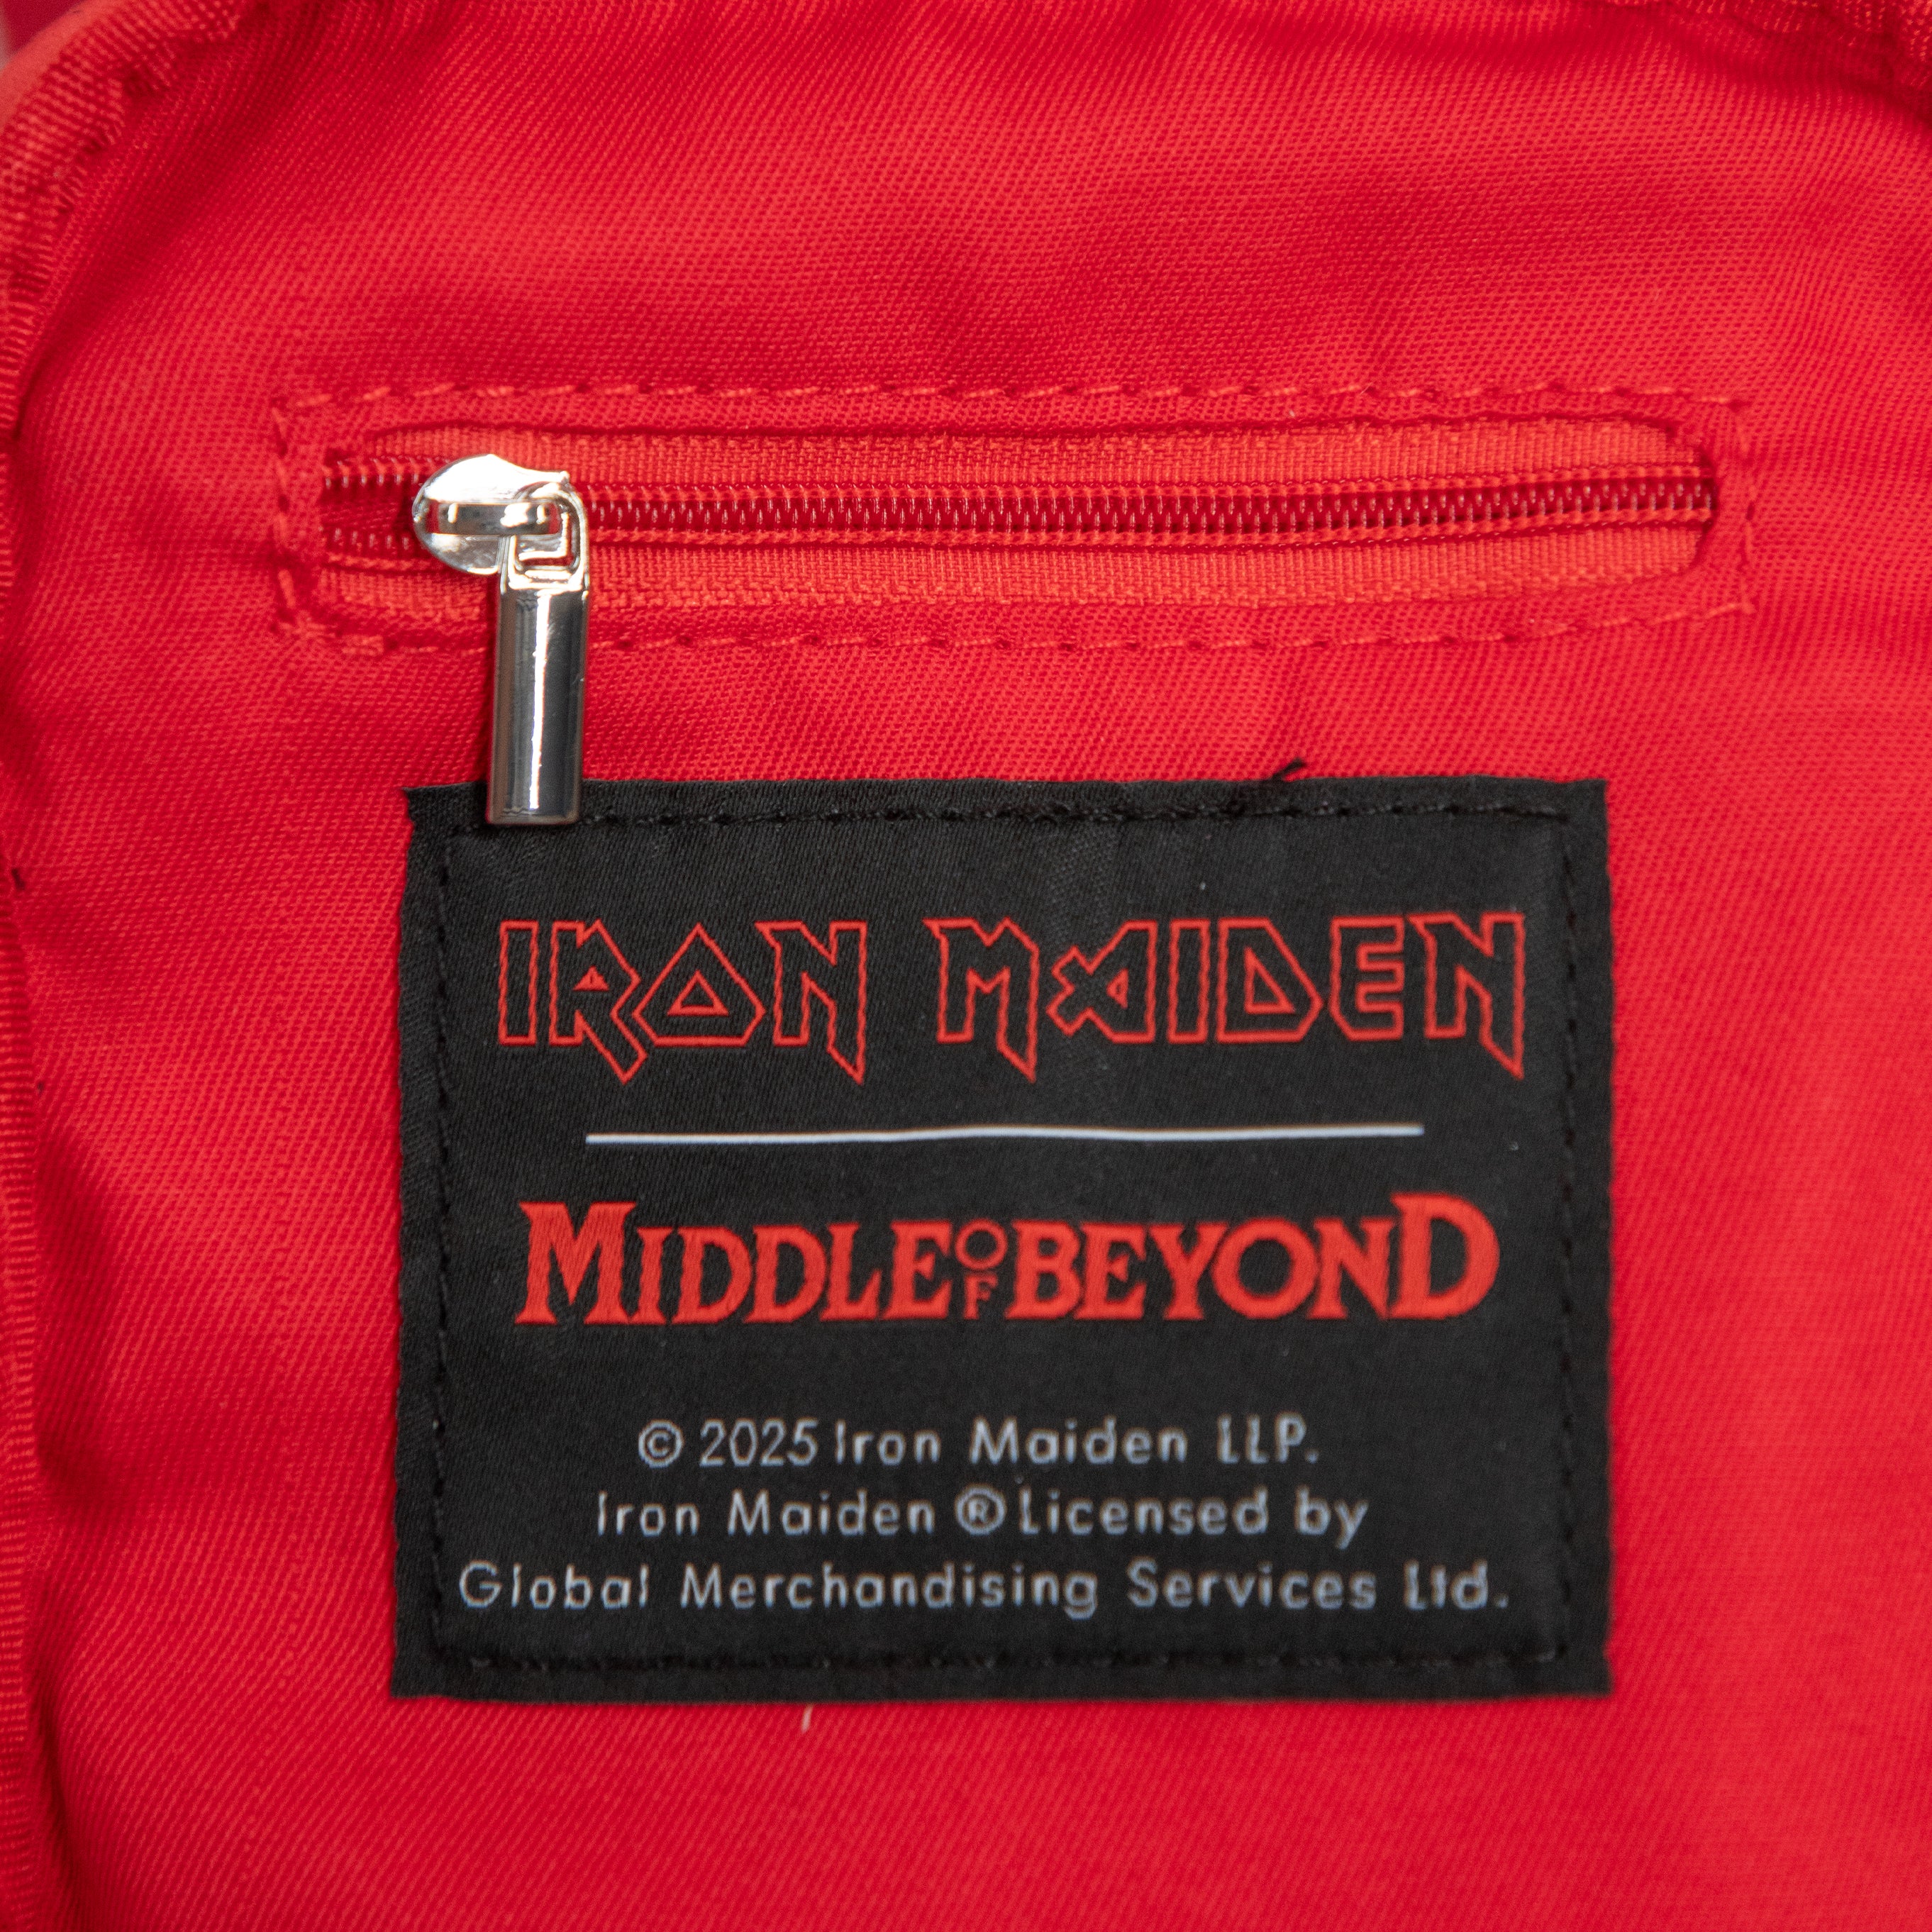 IRON MAIDEN
MIDDLE OF BEYOND
© 2025 Iron Maiden LLP.
Iron Maiden ® Licensed by
Global Merchandising Services Ltd.